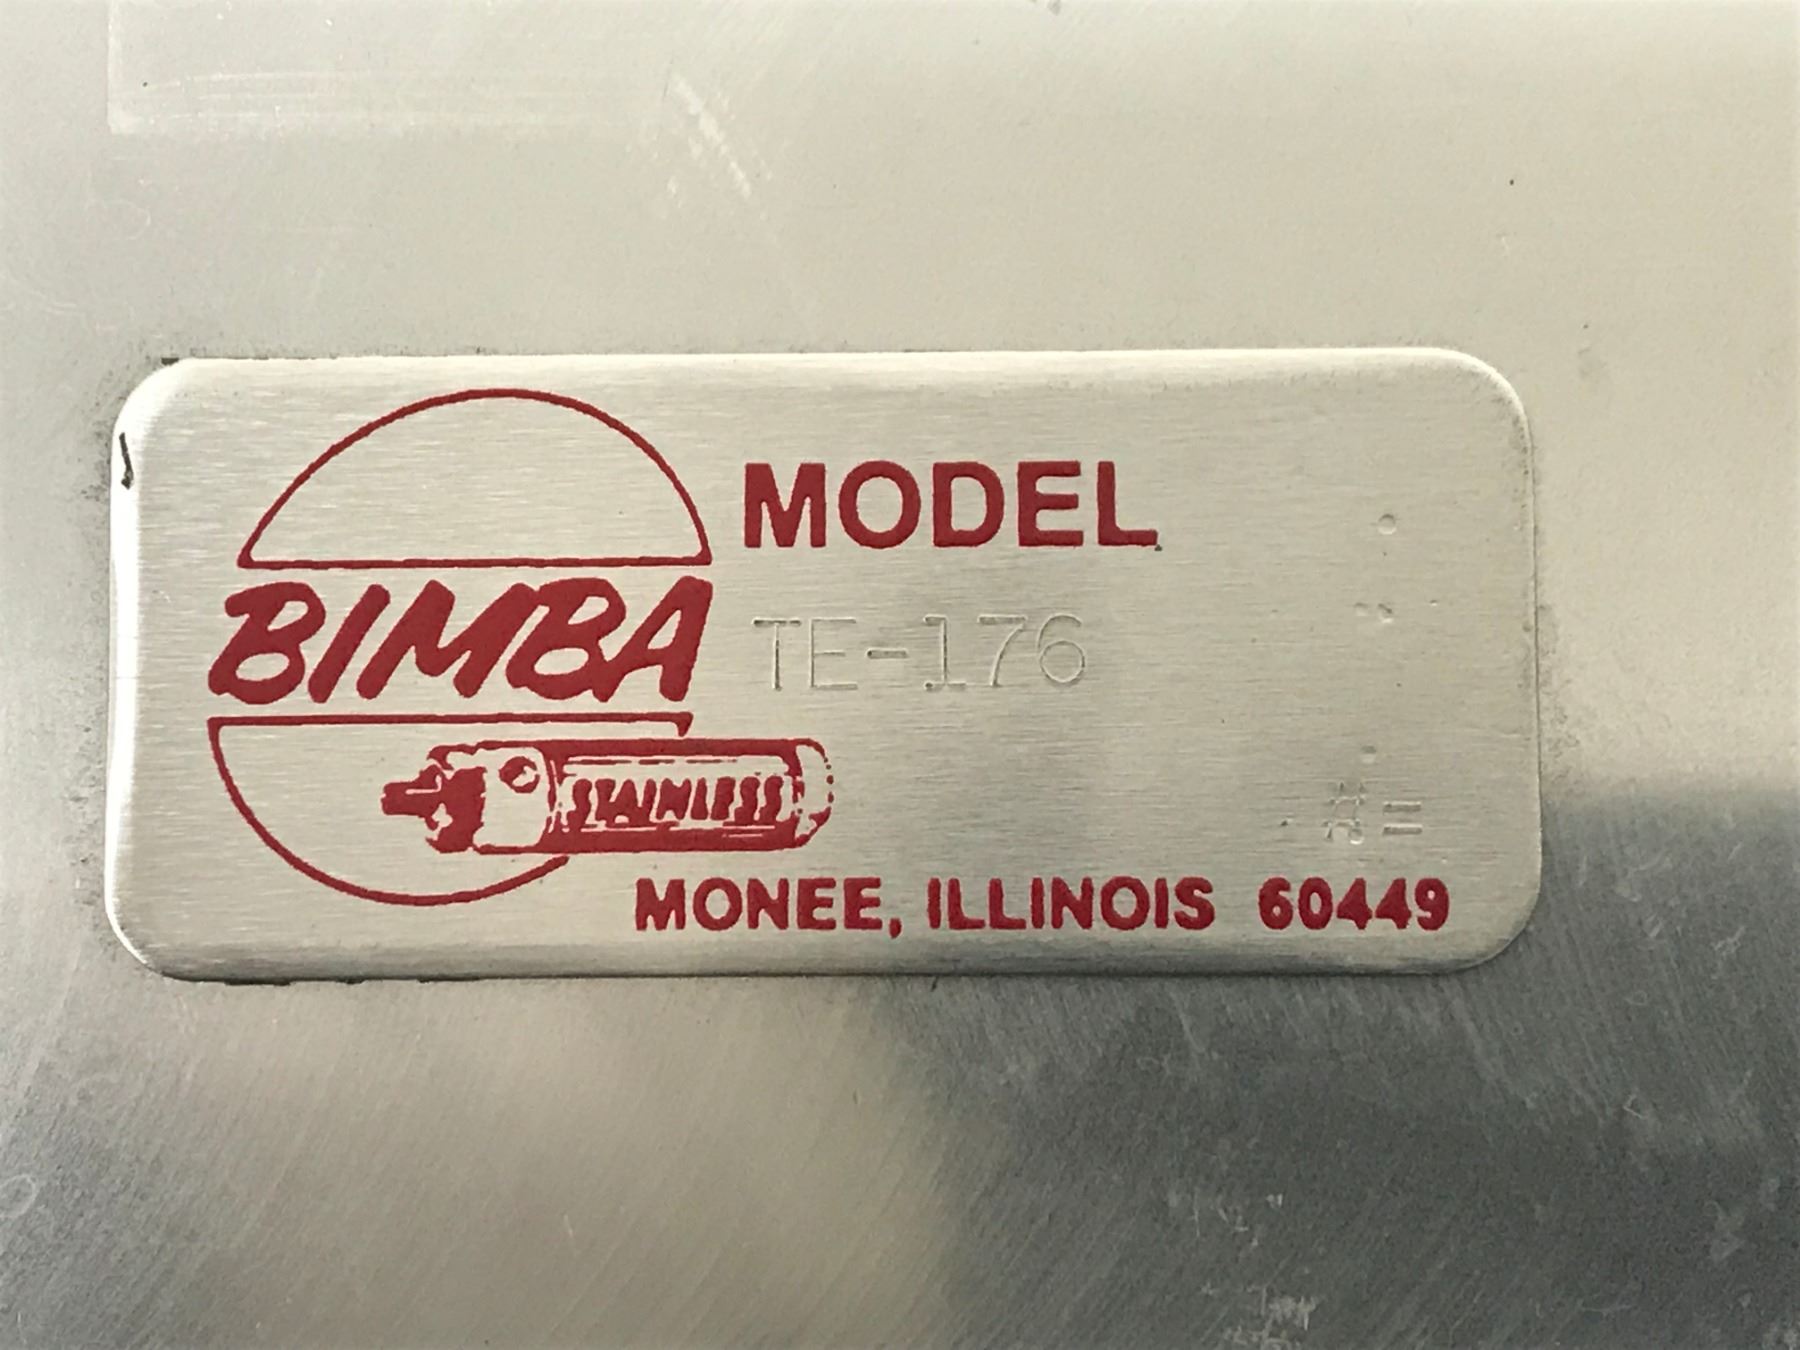 MODEL
BIMBA
TE-176
STAINLESS
#=
MONEE, ILLINOIS 60449